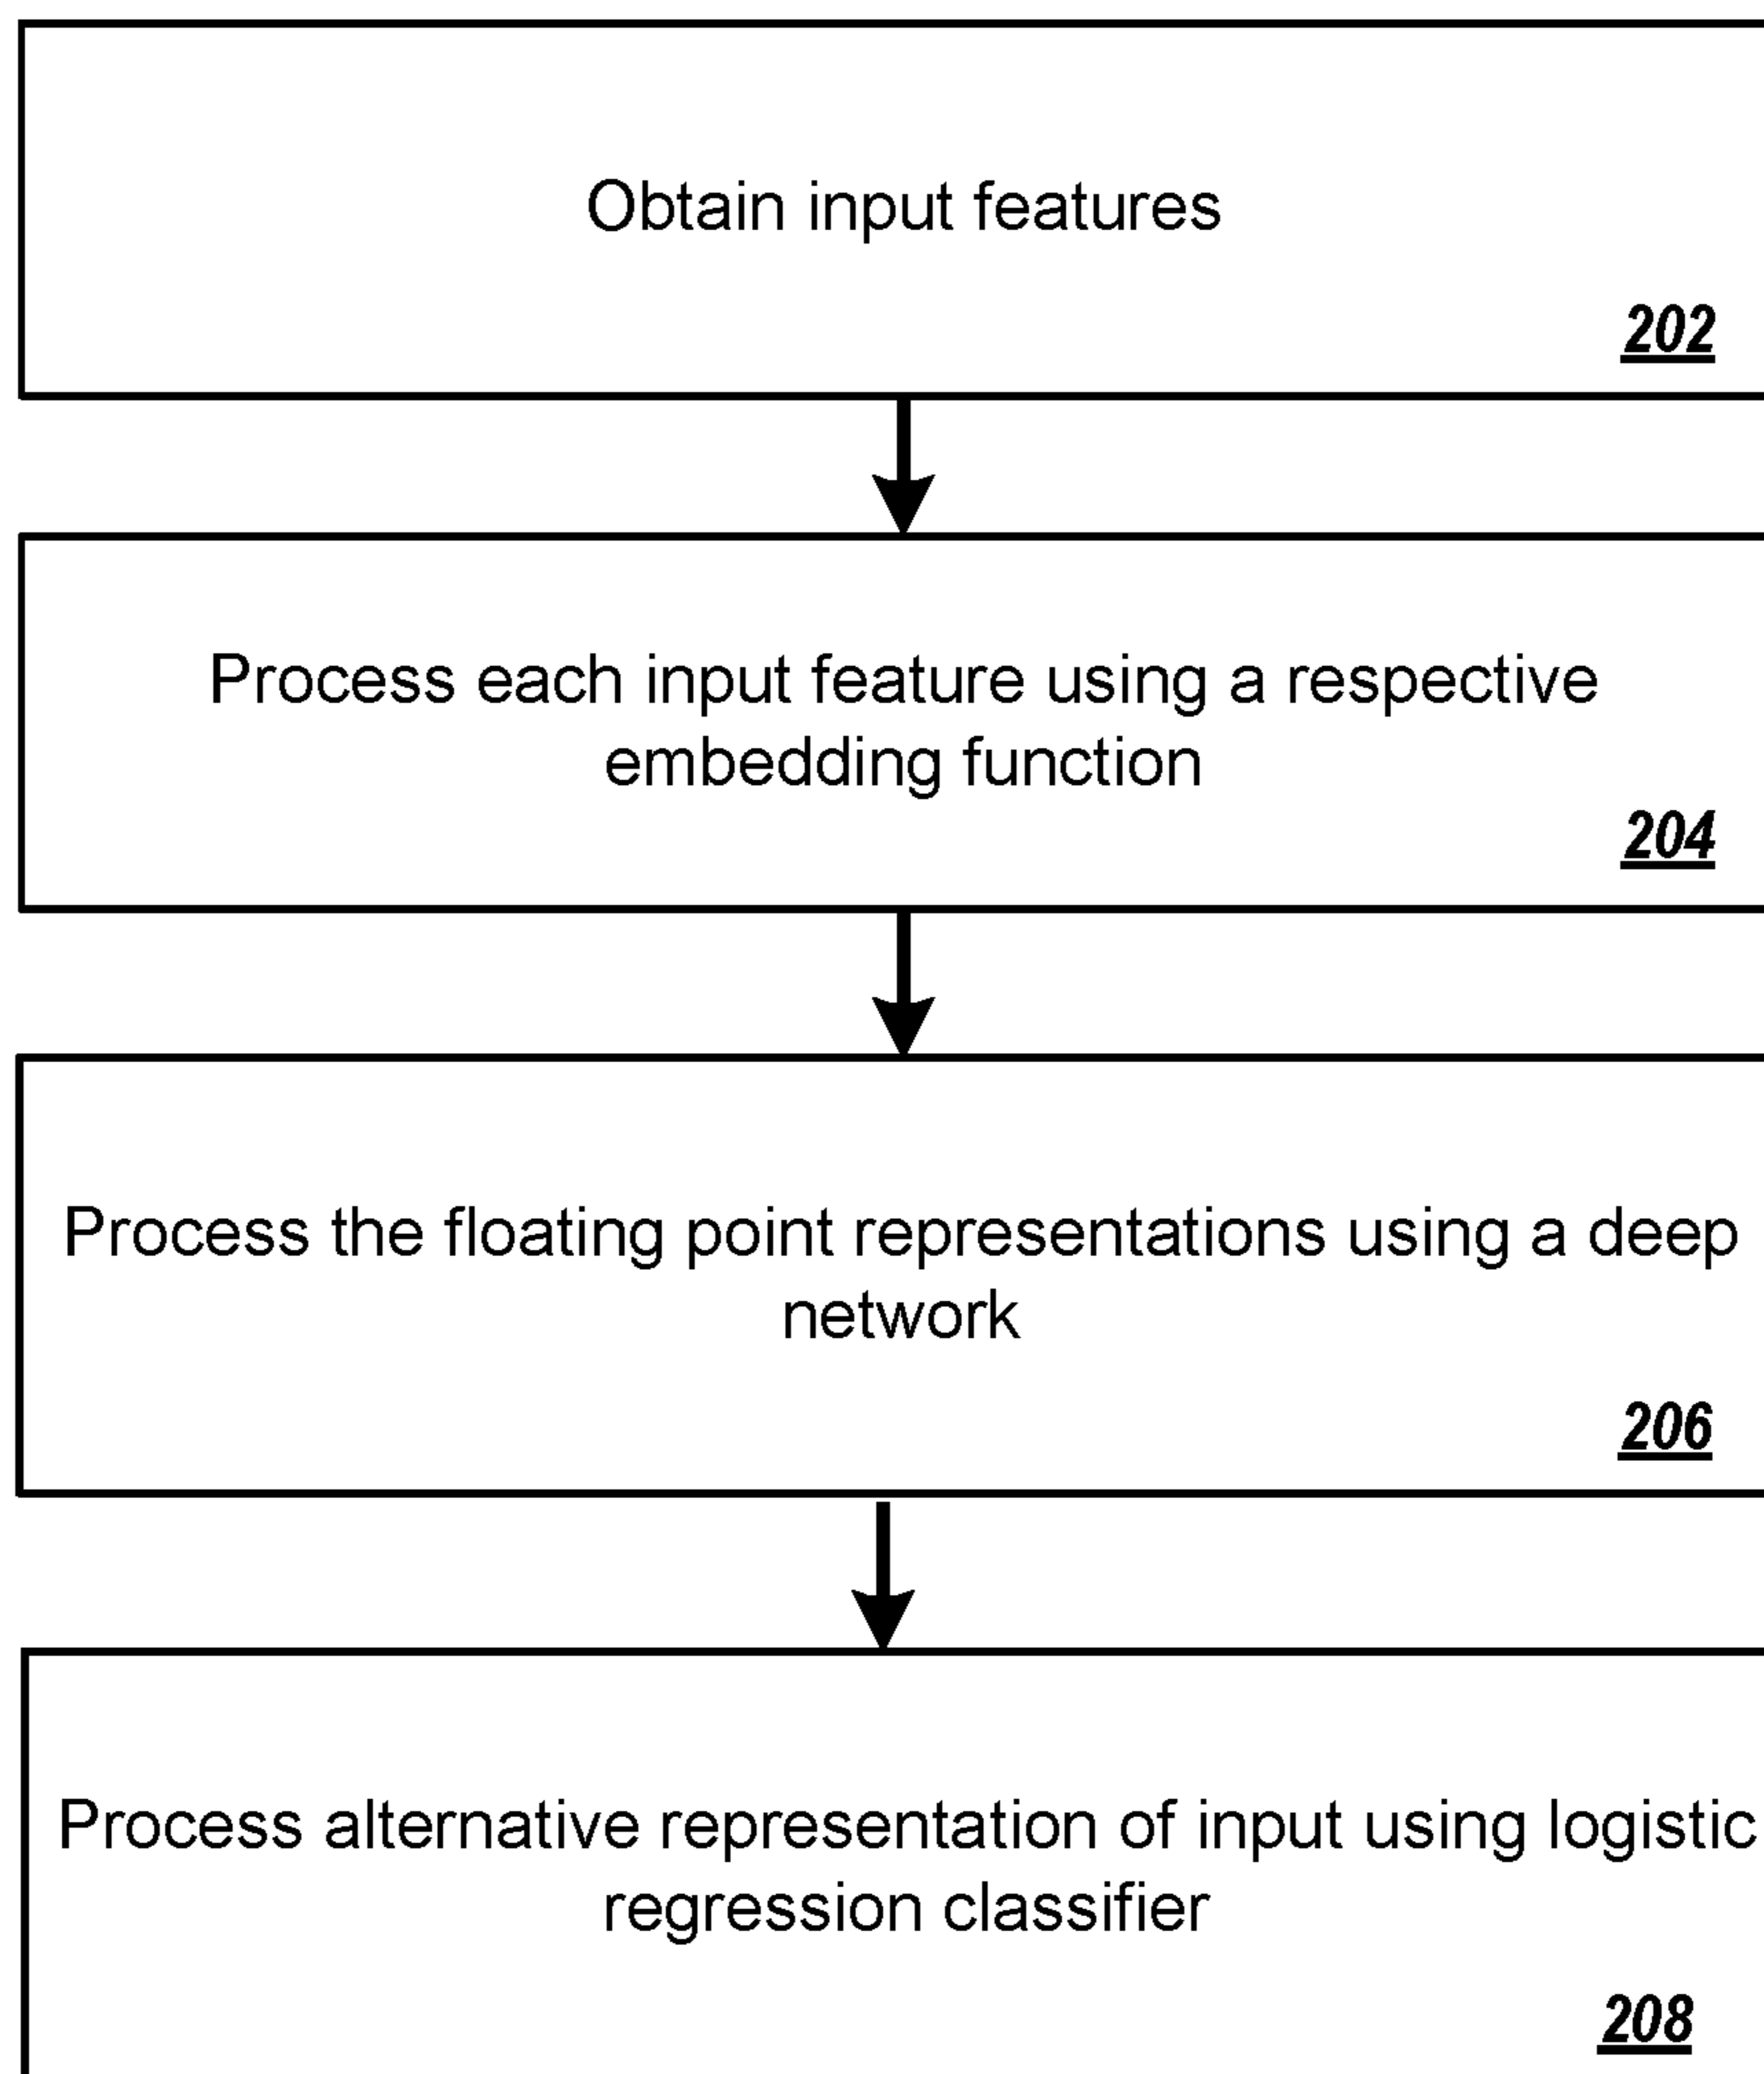 Obtain input features
202
Process each input feature using a respective
embedding function
204
Process the floating point representations using a deep
network
206
Process alternative representation of input using logistic
regression classifier
208